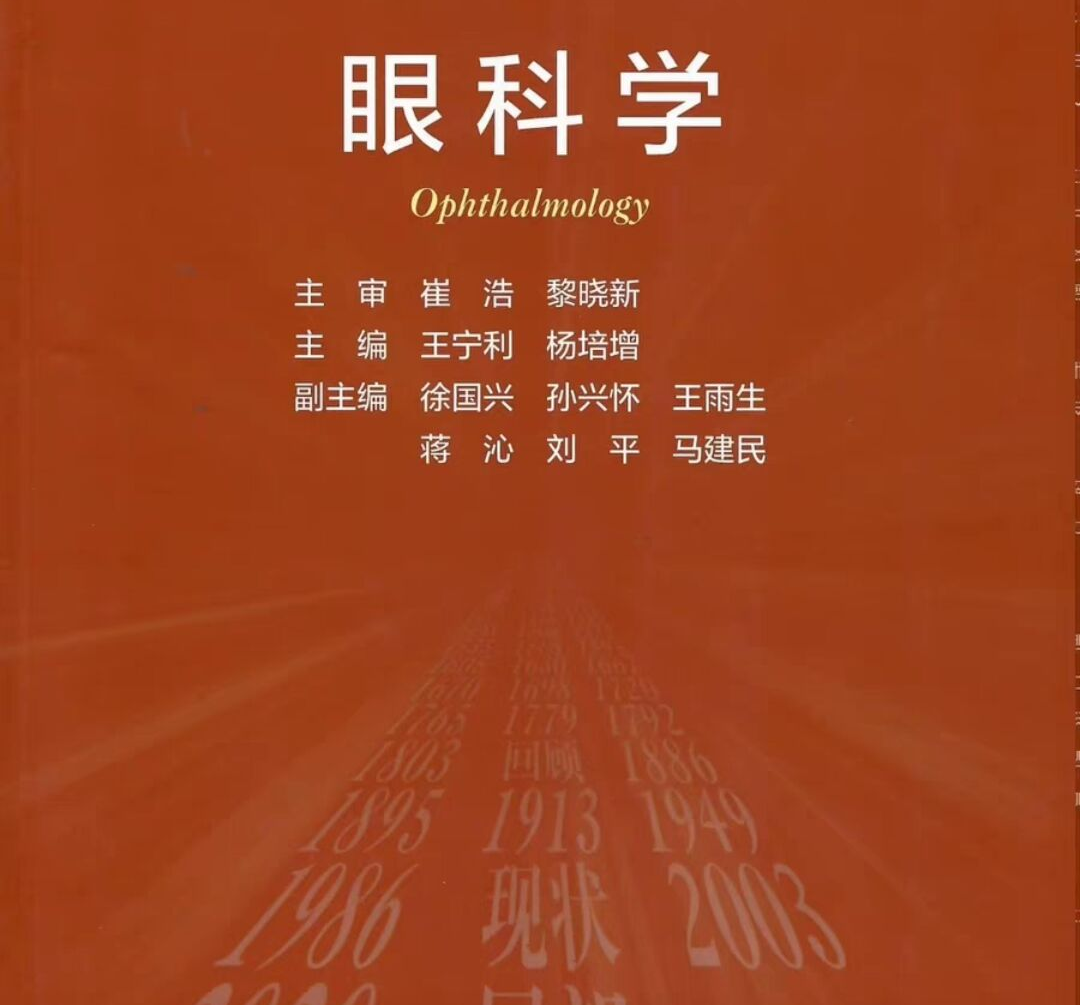 眼科学
Ophthalmology
主 审 崔 浩 黎晓新
主 编 王宁利 杨培增
副主编 徐国兴 孙兴怀 王雨生
蒋 沁 刘 平 马建民
1765 1779 1792
1803 回顾 1886
1895 1913 1949
1986 现状 2003